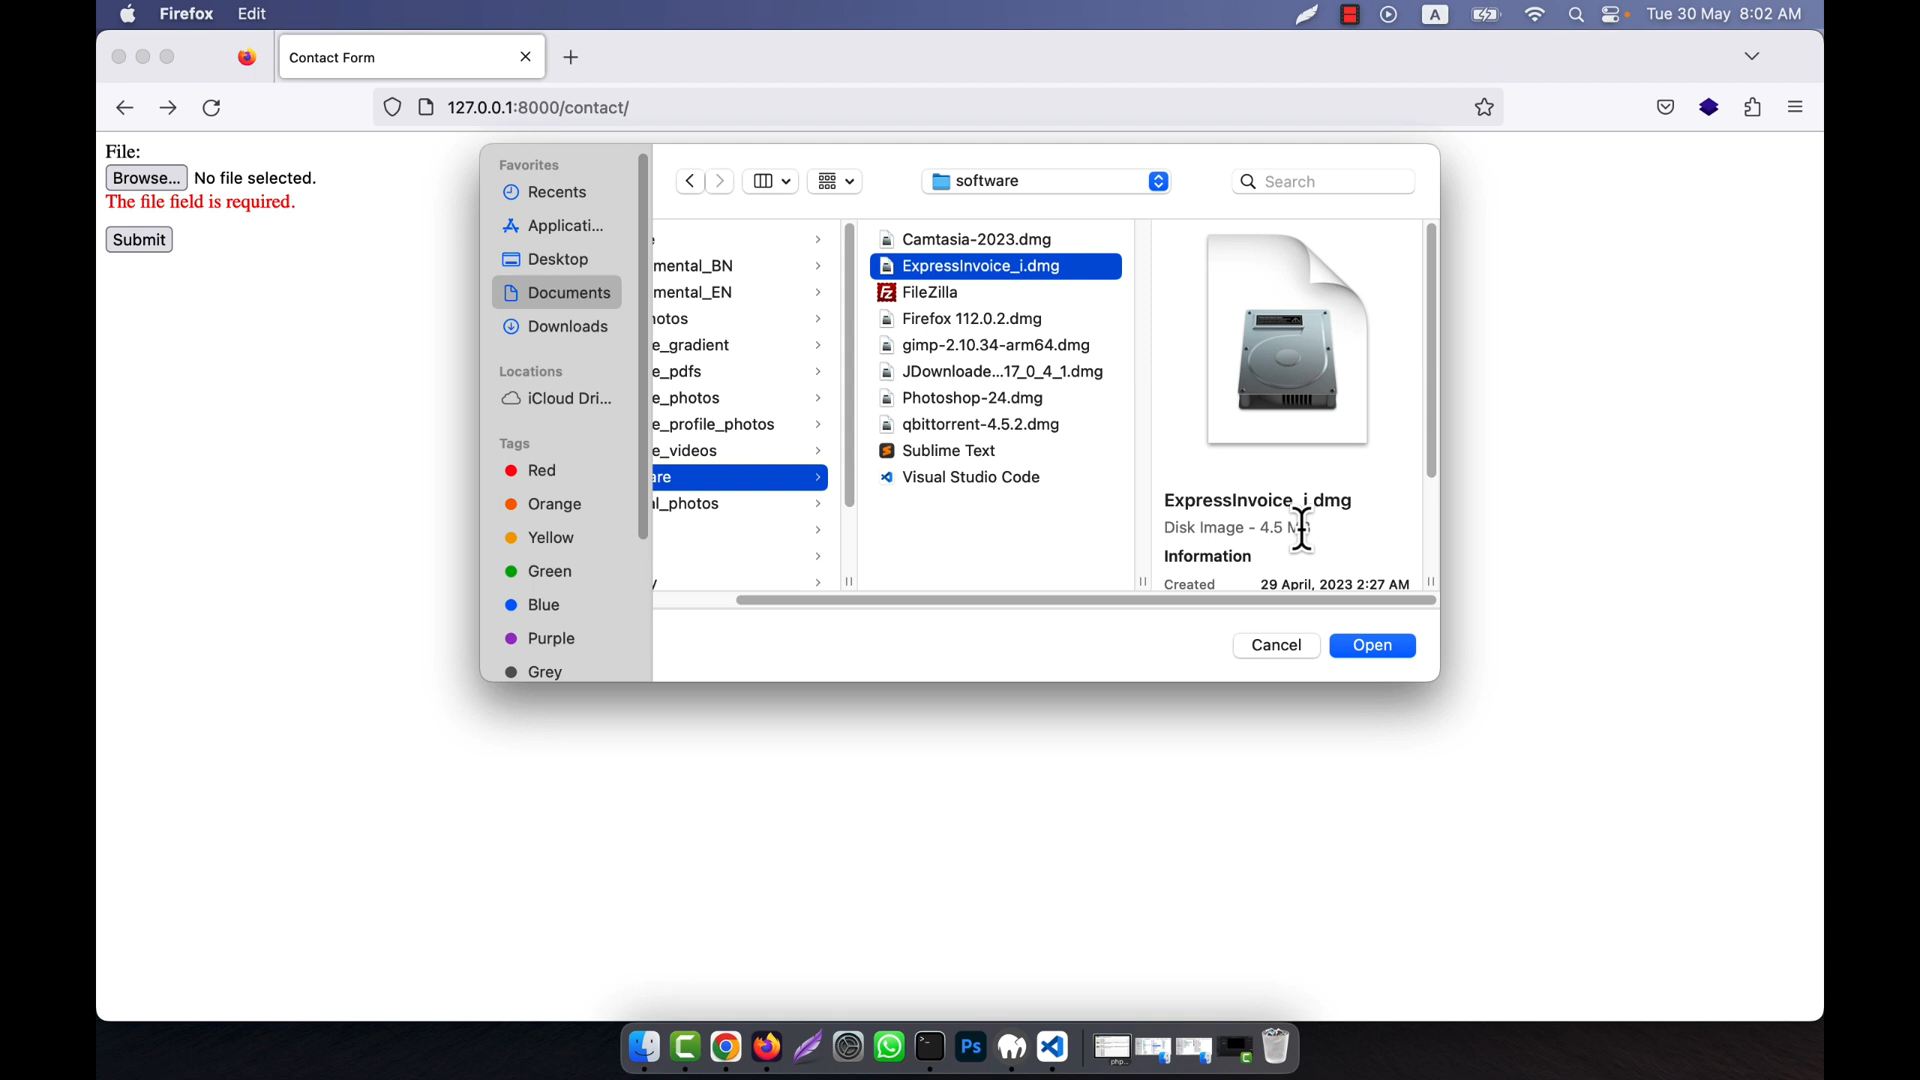 Firefox Edit
A
Tue 30 May 8:02 AM
Contact Form
127.0.0.1:8000/contact/
File:
Browse... No file selected.
The file field is required.
Submit
Favorites
Recents
Applicati...
Desktop
Documents
Downloads
Locations
iCloud Dri...
Tags
Red
Orange
Yellow
Green
Blue
Purple
Grey
software
Search
mental_BN
mental_EN
otos
e_gradient
e_pdfs
e_photos
e_profile_photos
e_videos
are
l_photos
Camtasia-2023.dmg
ExpressInvoice_i.dmg
FileZilla
Firefox 112.0.2.dmg
gimp-2.10.34-arm64.dmg
JDownloade...17_0_4_1.dmg
Photoshop-24.dmg
qbittorrent-4.5.2.dmg
Sublime Text
Visual Studio Code
ExpressInvoice_i.dmg
Disk Image - 4.5
Information
Created 29 April, 2023 2:27 AM
Cancel Open
Ps
php...